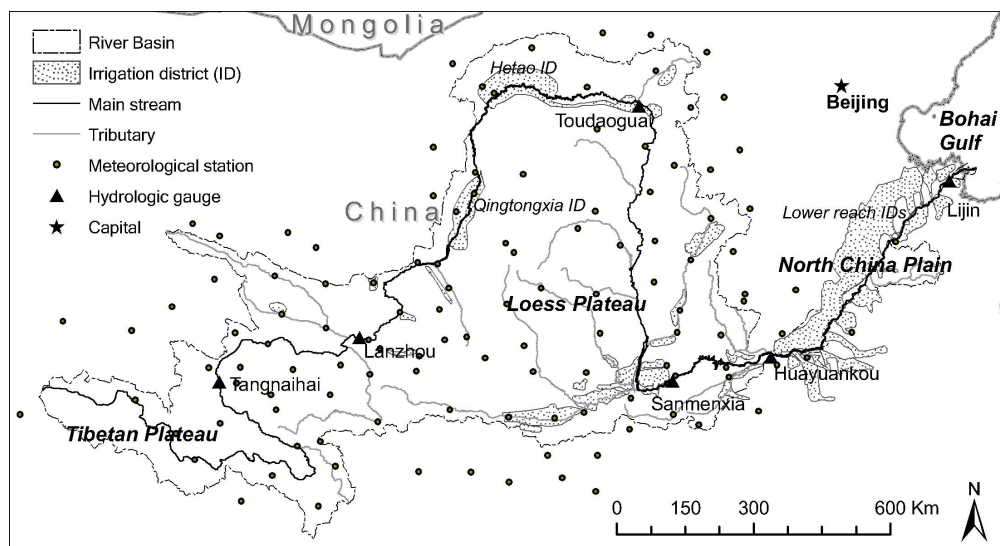 Mongolia
River Basin
Irrigation district (ID)
Main stream
Tributary
Meteorological station
Hydrologic gauge
Capital
Hetao ID
Toudaogua
Beijing
Bohai
Gulf
China
Qingtongxia ID
Lower reach IDs
Lijin
North China Plain
Loess Plateau
Lanzhou
Tangnaihai
Huayuankou
Sanmenxia
Tibetan Plateau
0 150 300 600 Km
N